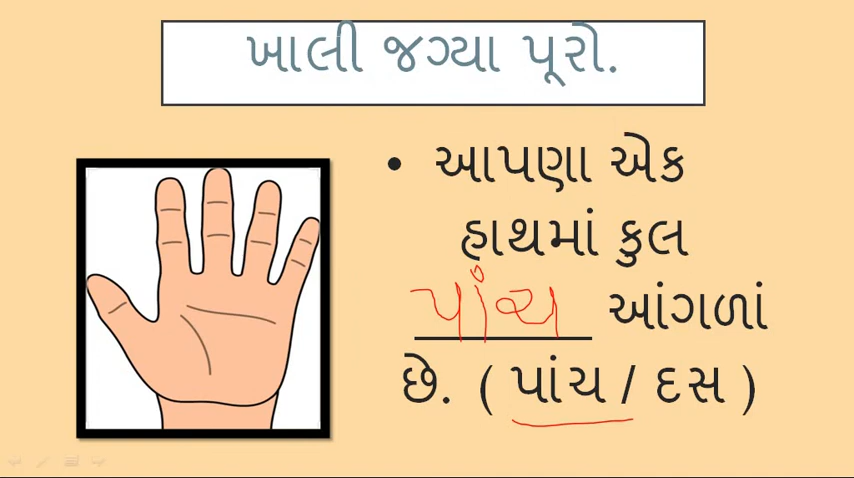 ખાલી જગ્યા પૂરો.
• આપણા એક
હાથમાં કુલ
પાંચ આંગળાં
છે. ( પાંચ / દસ )